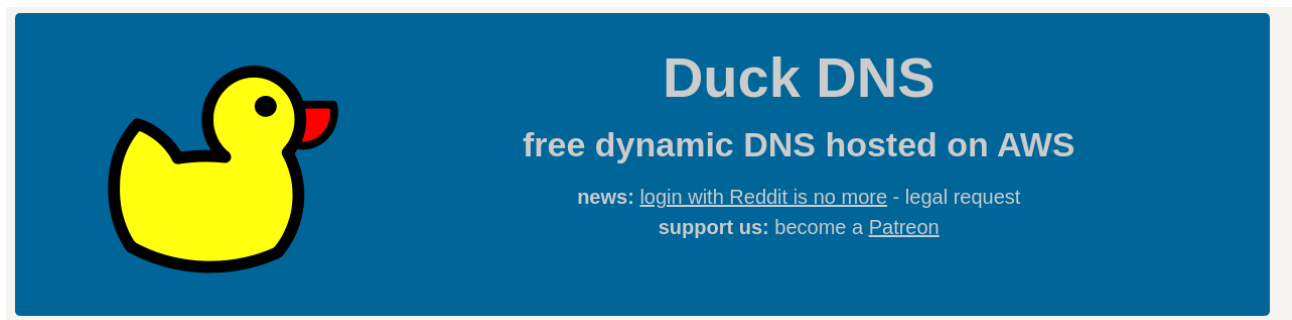 Duck DNS
free dynamic DNS hosted on AWS
news: login with Reddit is no more - legal request
support us: become a Patreon